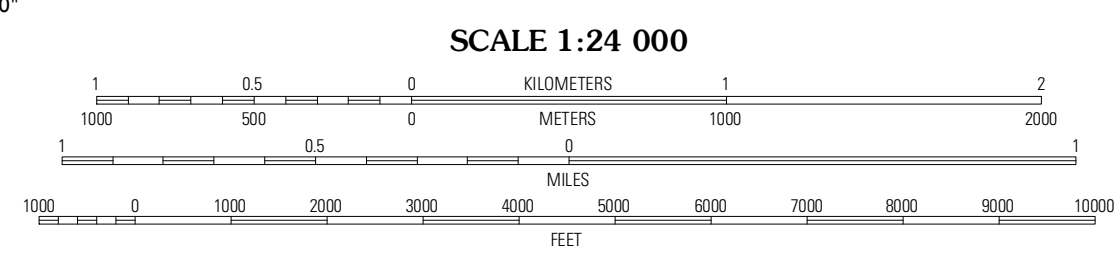 0"
SCALE 1:24 000
1 0.5 0 KILOMETERS 1 2
1000 500 0 METERS 1000 2000
1 0.5 0 1
MILES
1000 0 1000 2000 3000 4000 5000 6000 7000 8000 9000 10000
FEET